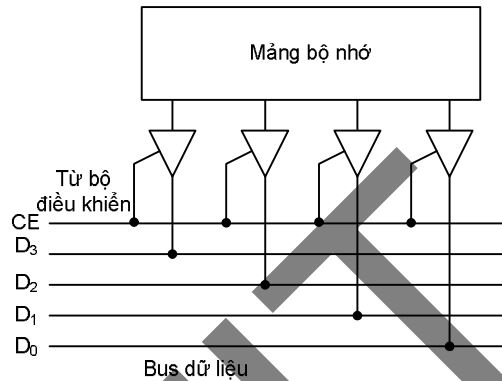 Mảng bộ nhớ
Từ bộ
điều khiển
CE
D3
D2
D1
D0
Bus dữ liệu